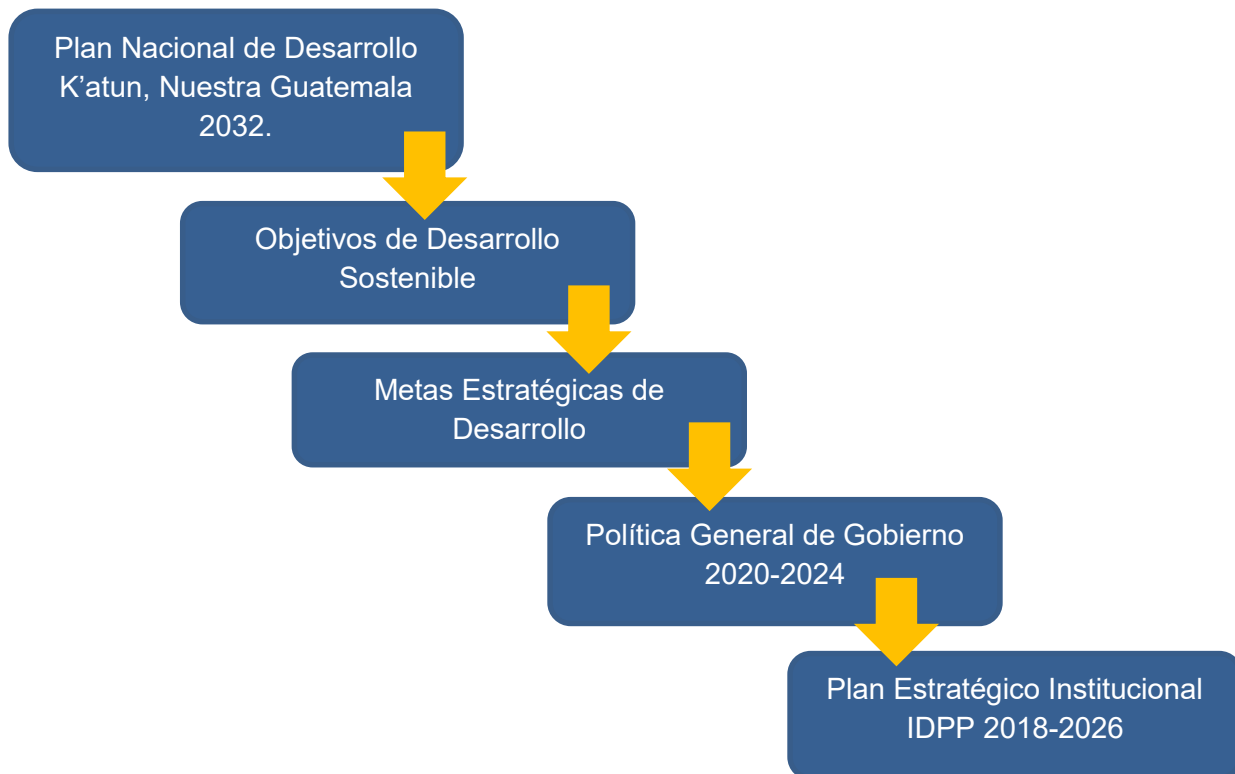 Plan Nacional de Desarrollo
K’atun, Nuestra Guatemala
2032.
Objetivos de Desarrollo
Sostenible
Metas Estratégicas de
Desarrollo
Política General de Gobierno
2020-2024
Plan Estratégico Institucional
IDPP 2018-2026